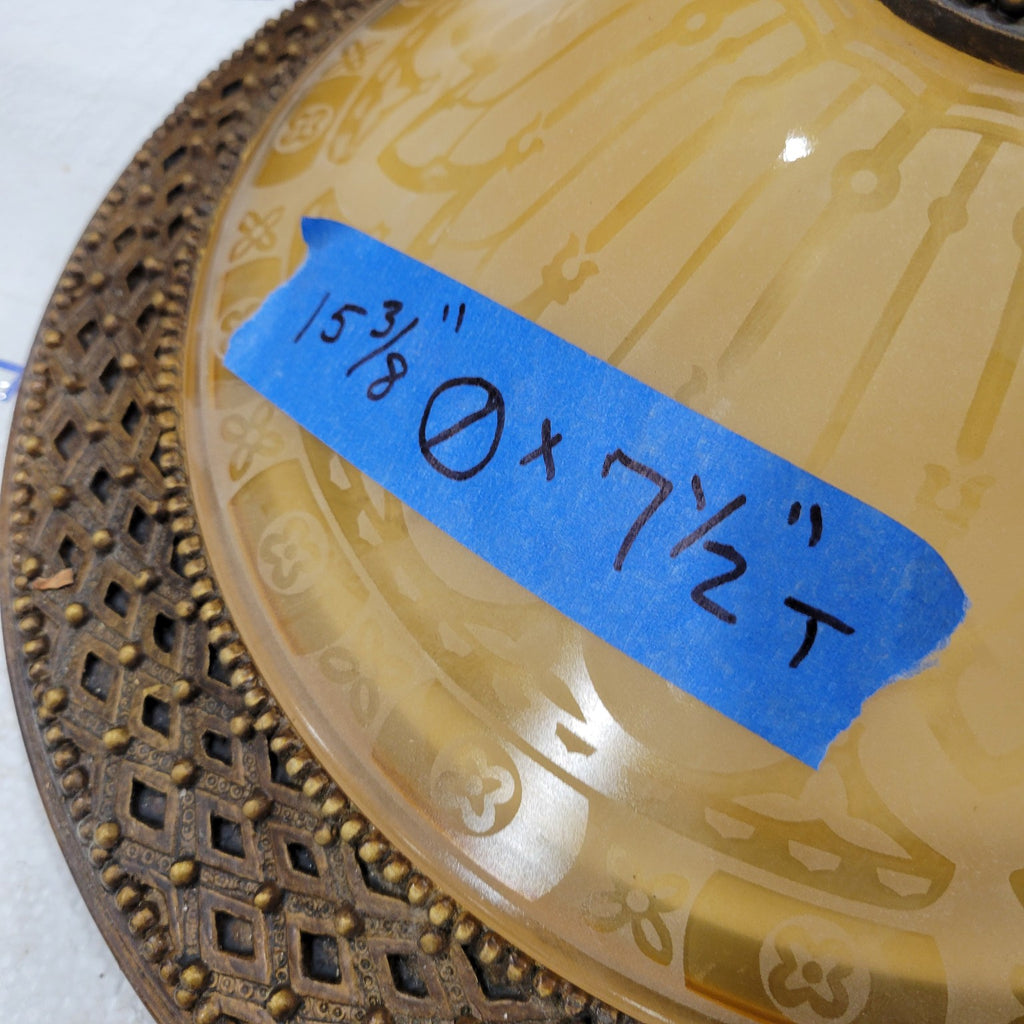 15 3/8" Ø x 7 1/2" T